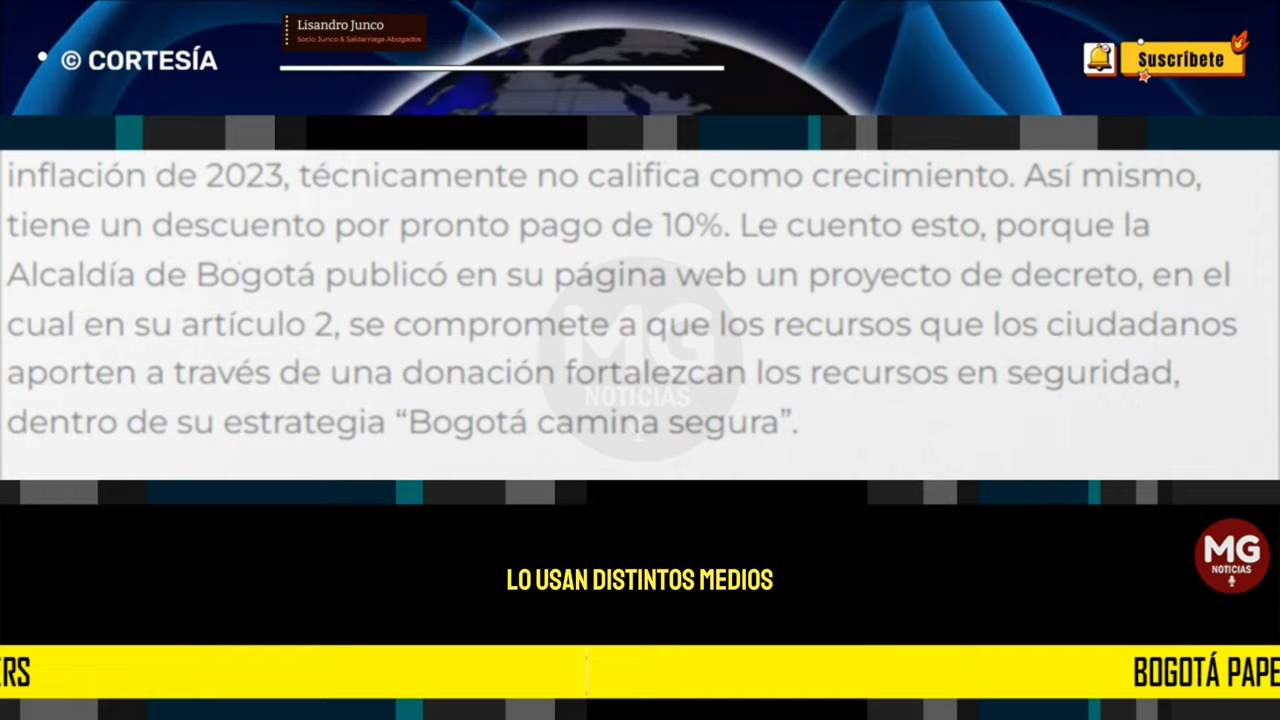 Lisandro Junco
Socio Junco & Saldarriaga Abogados
© CORTESÍA
Suscríbete
inflación de 2023, técnicamente no califica como crecimiento. Así mismo,
tiene un descuento por pronto pago de 10%. Le cuento esto, porque la
Alcaldía de Bogotá publicó en su página web un proyecto de decreto, en el
cual en su artículo 2, se compromete a que los recursos que los ciudadanos
aporten a través de una donación fortalezcan los recursos en seguridad,
dentro de su estrategia “Bogotá camina segura”.
MG
NOTICIAS
LO USAN DISTINTOS MEDIOS
MG
NOTICIAS
ERS
BOGOTÁ PAPE